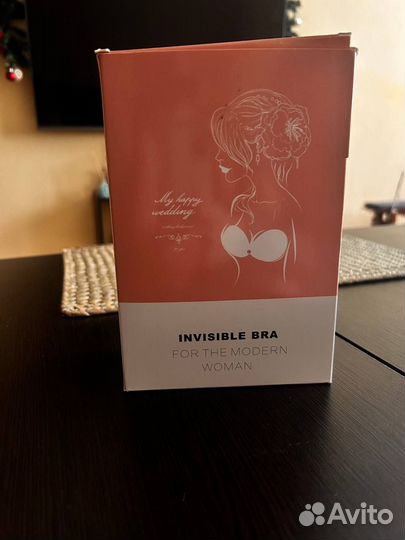 My happy
wedding
INVISIBLE BRA
FOR THE MODERN
WOMAN
Avito